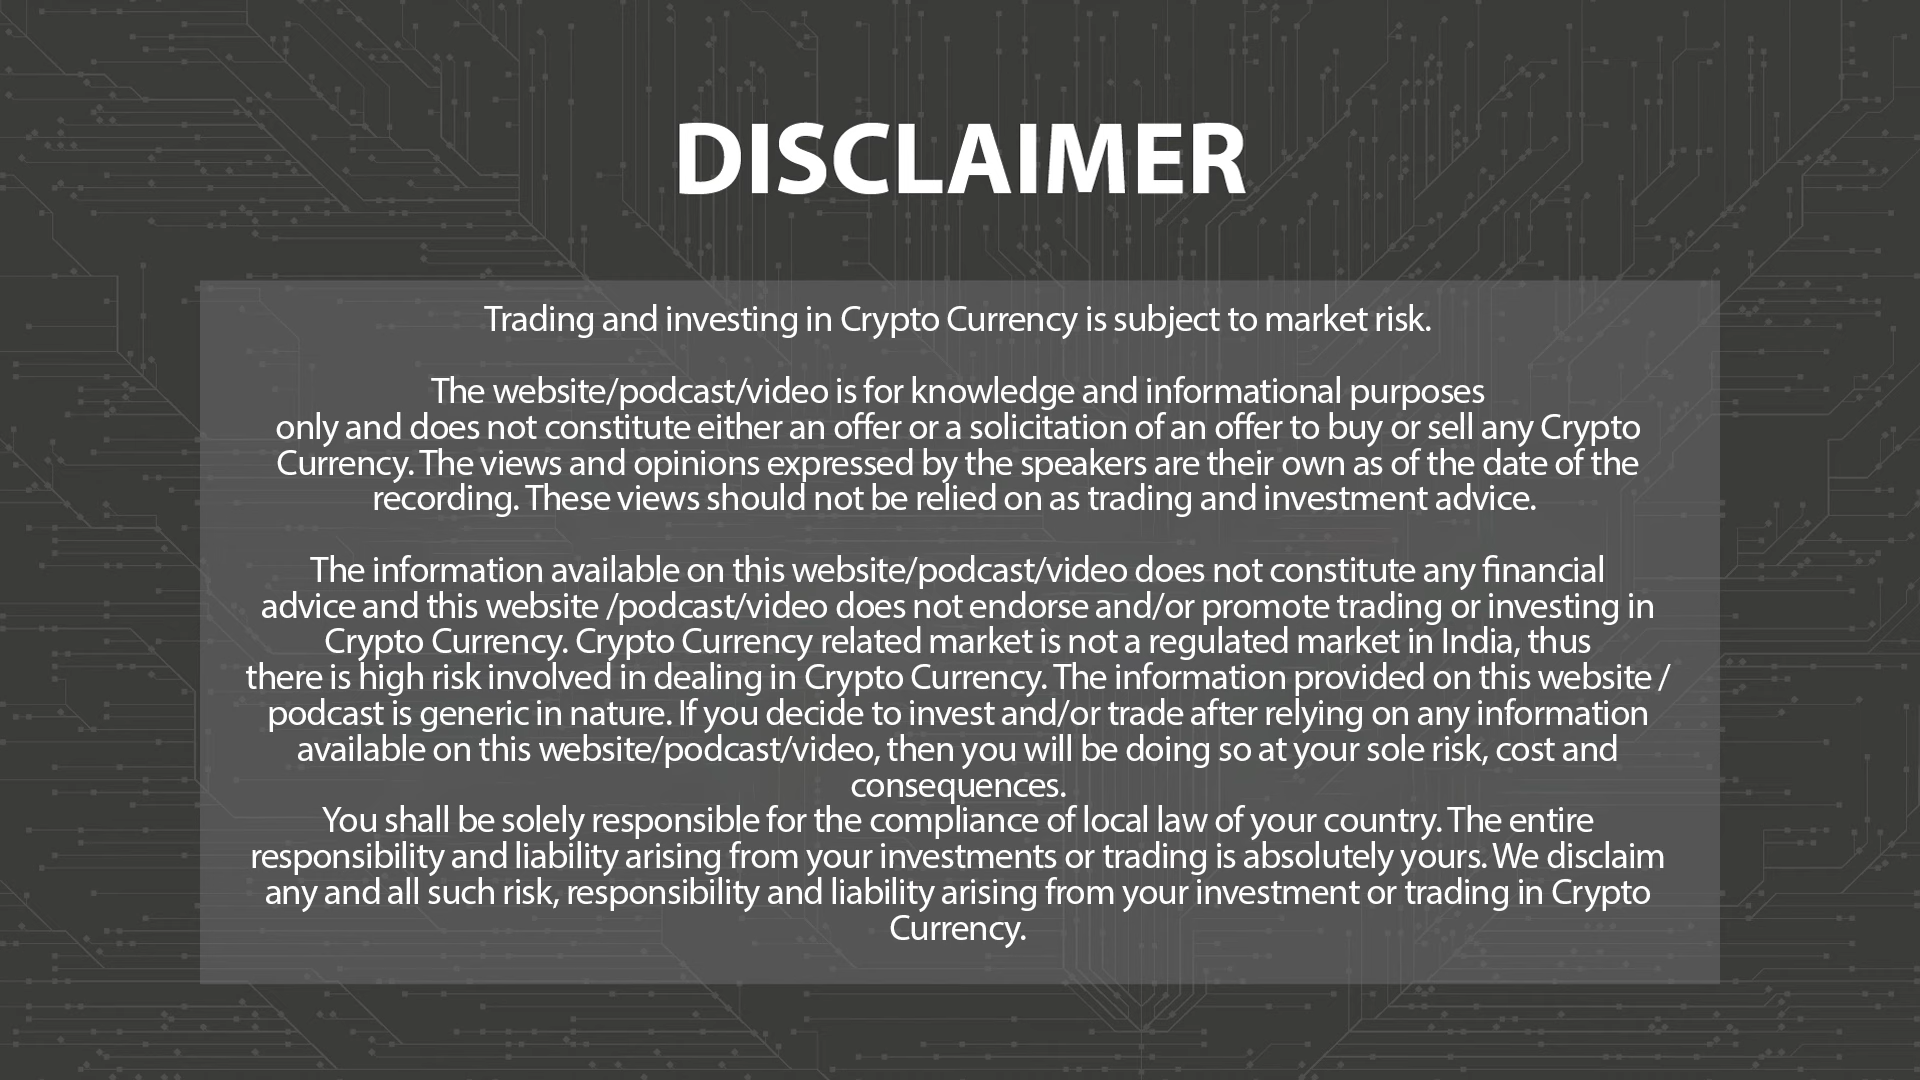 DISCLAIMER
Trading and investing in Crypto Currency is subject to market risk.
The website/podcast/video is for knowledge and informational purposes
only and does not constitute either an offer or a solicitation of an offer to buy or sell any Crypto
Currency. The views and opinions expressed by the speakers are their own as of the date of the
recording. These views should not be relied on as trading and investment advice.
The information available on this website/podcast/video does not constitute any financial
advice and this website /podcast/video does not endorse and/or promote trading or investing in
Crypto Currency. Crypto Currency related market is not a regulated market in India, thus
there is high risk involved in dealing in Crypto Currency. The information provided on this website /
podcast is generic in nature. If you decide to invest and/or trade after relying on any information
available on this website/podcast/video, then you will be doing so at your sole risk, cost and
consequences.
You shall be solely responsible for the compliance of local law of your country. The entire
responsibility and liability arising from your investments or trading is absolutely yours. We disclaim
any and all such risk, responsibility and liability arising from your investment or trading in Crypto
Currency.